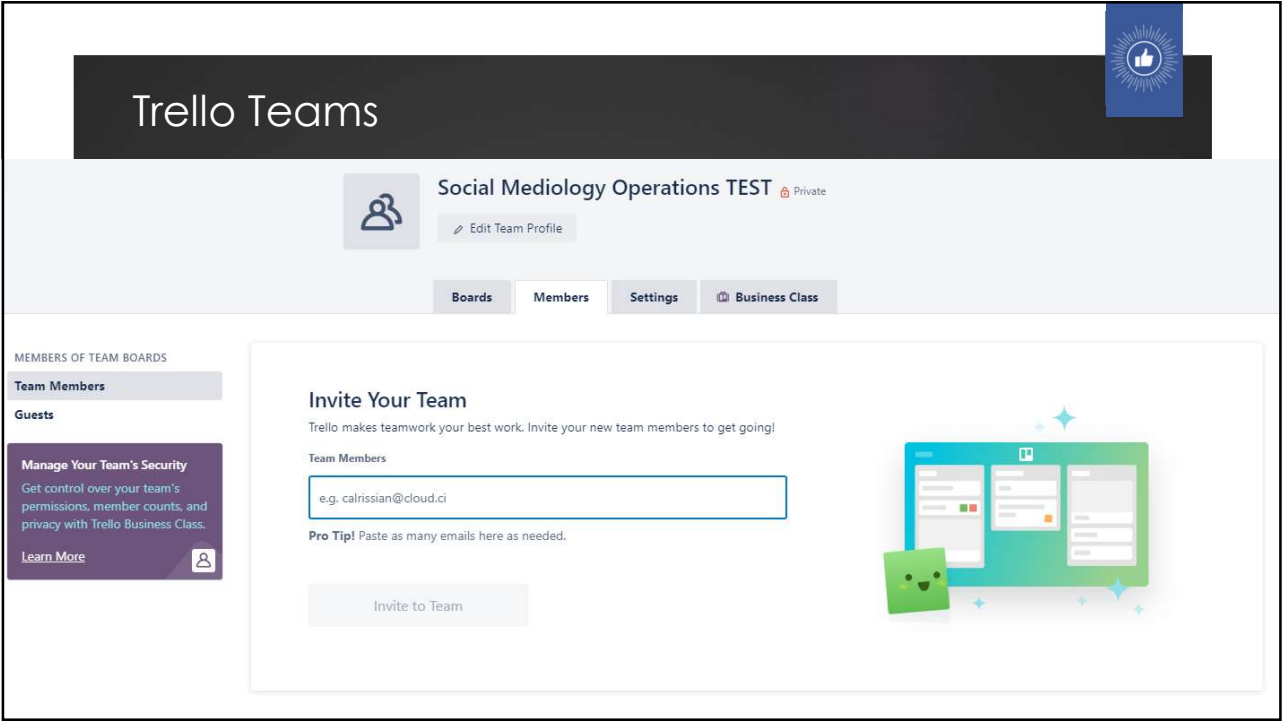 Trello Teams
Social Mediology Operations TEST Private
Edit Team Profile
Boards Members Settings Business Class
MEMBERS OF TEAM BOARDS
Team Members
Guests
Manage Your Team's Security
Get control over your team's
permissions, member counts, and
privacy with Trello Business Class.
Learn More
Invite Your Team
Trello makes teamwork your best work. Invite your new team members to get going!
Team Members
e.g. calrissian@cloud.ci
Pro Tip! Paste as many emails here as needed.
Invite to Team